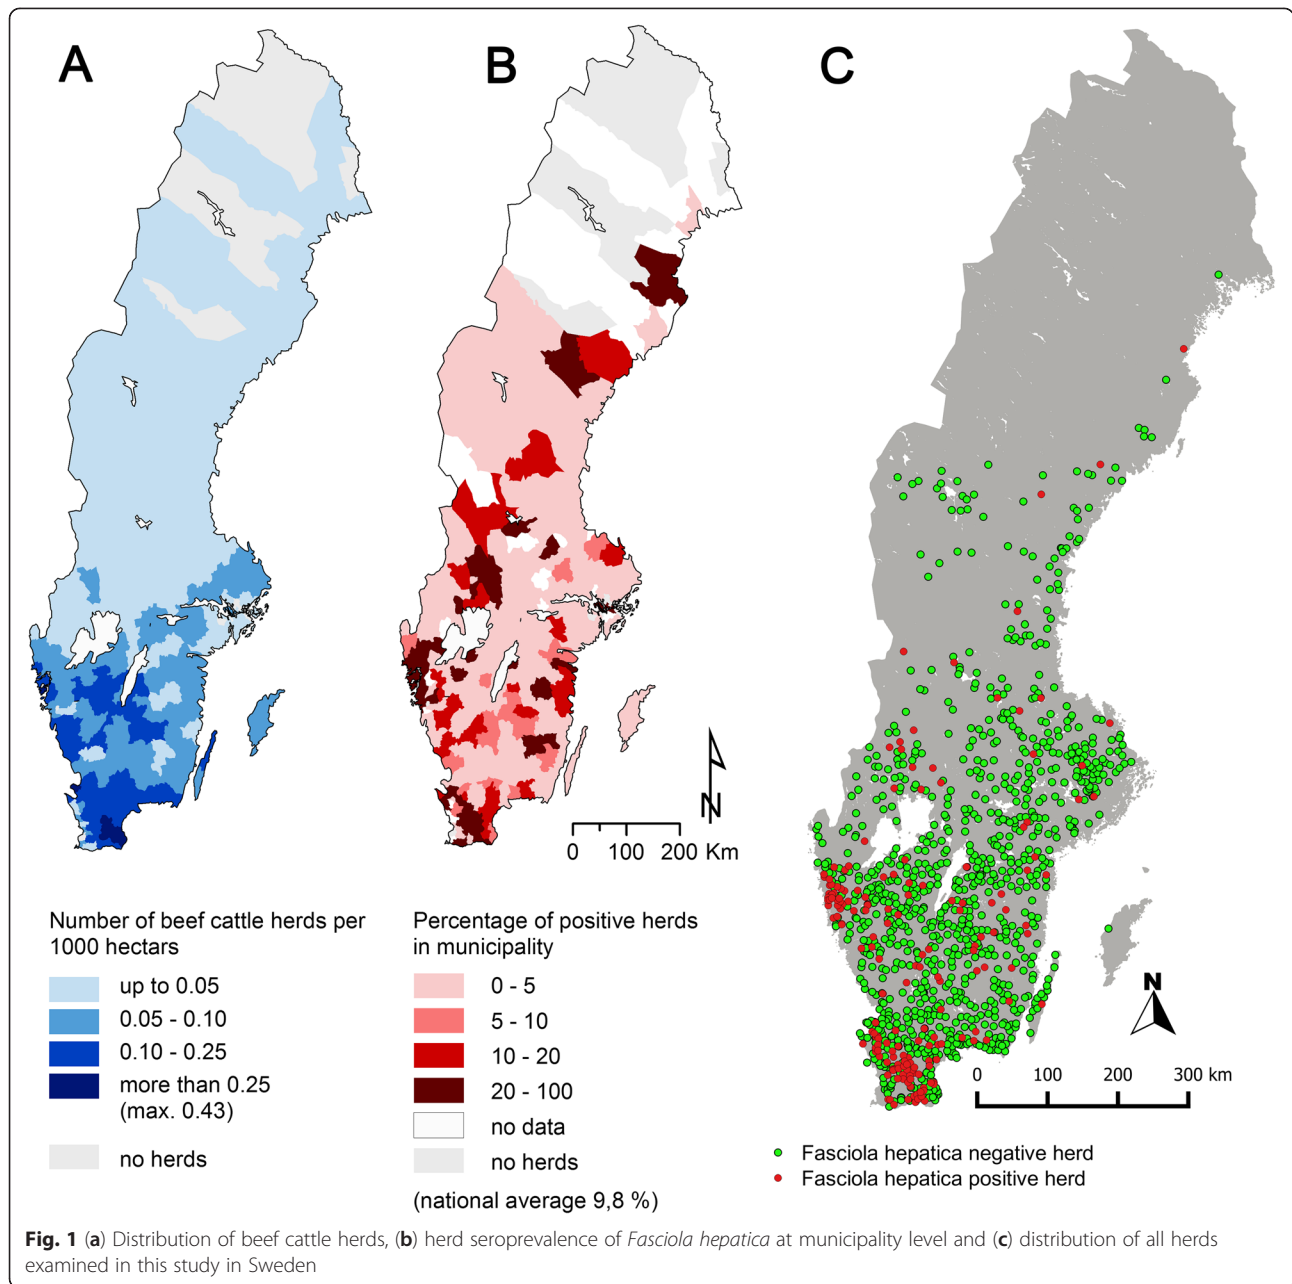 A
B
C
N
0 100 200 Km
Number of beef cattle herds per
1000 hectars
up to 0.05
0.05 - 0.10
0.10 - 0.25
more than 0.25
(max. 0.43)
no herds
Percentage of positive herds
in municipality
0 - 5
5 - 10
10 - 20
20 - 100
no data
no herds
(national average 9,8 %)
N
0 100 200 300 km
Fasciola hepatica negative herd
Fasciola hepatica positive herd
Fig. 1 (a) Distribution of beef cattle herds, (b) herd seroprevalence of Fasciola hepatica at municipality level and (c) distribution of all herds
examined in this study in Sweden